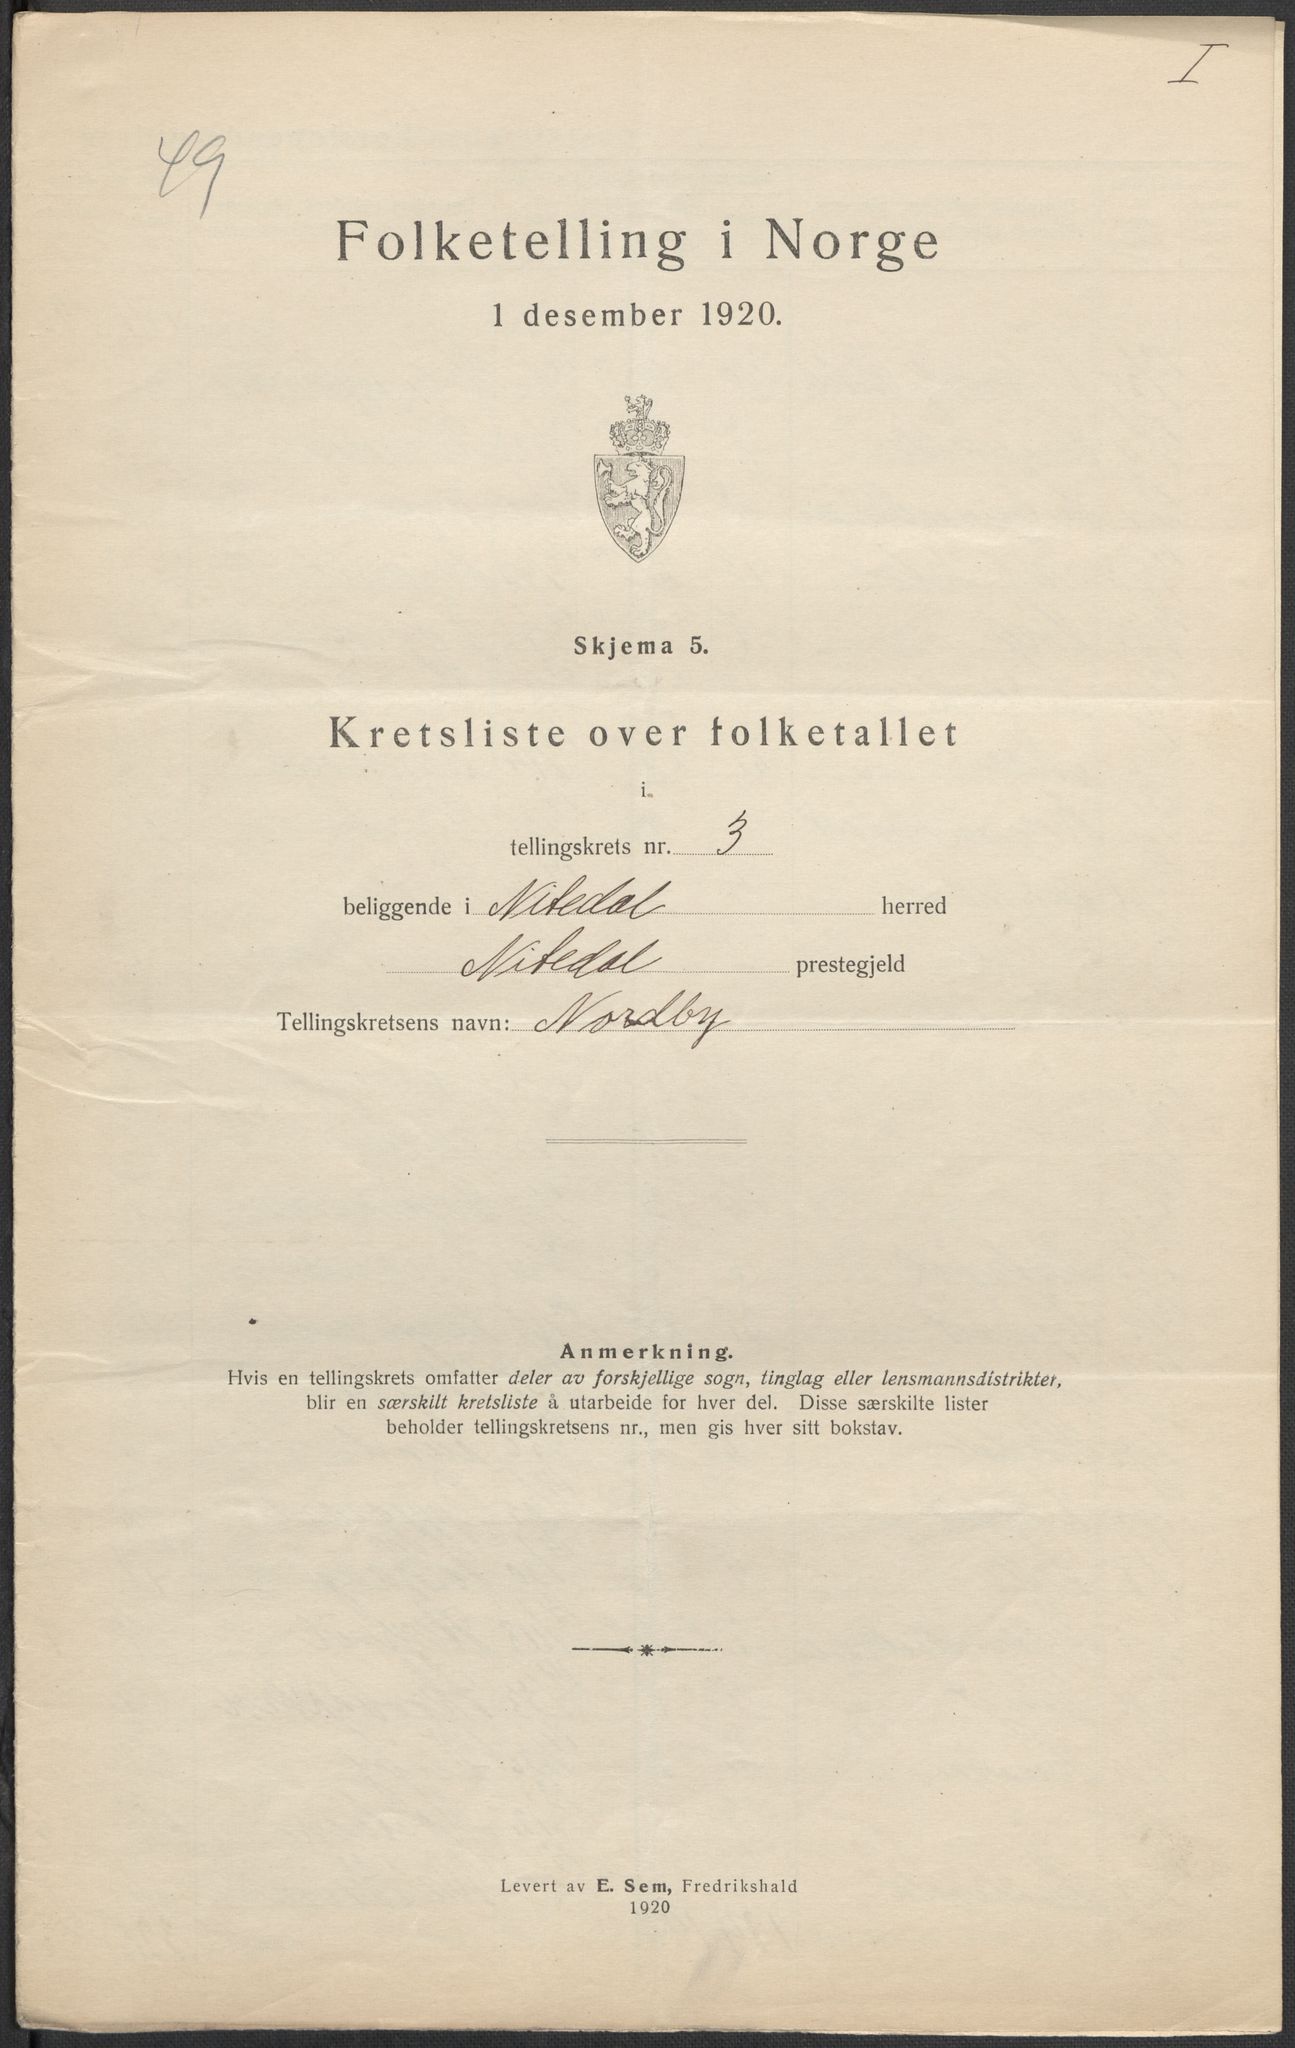 I
49
Folketelling i Norge
1 desember 1920.
Skjema 5.
Kretsliste over folketallet
i
tellingskrets nr. 3
beliggende i Nitedal herred
Nitedal prestegjeld
Tellingskretsens navn: Nordby
Anmerkning.
Hvis en tellingskrets omfatter deler av forskjellige sogn, tinglag eller lensmannsdistrikter,
blir en særskilt kretsliste å utarbeide for hver del. Disse særskilte lister
beholder tellingskretsens nr., men gis hver sitt bokstav.
Levert av E. Sem, Fredrikshald
1920